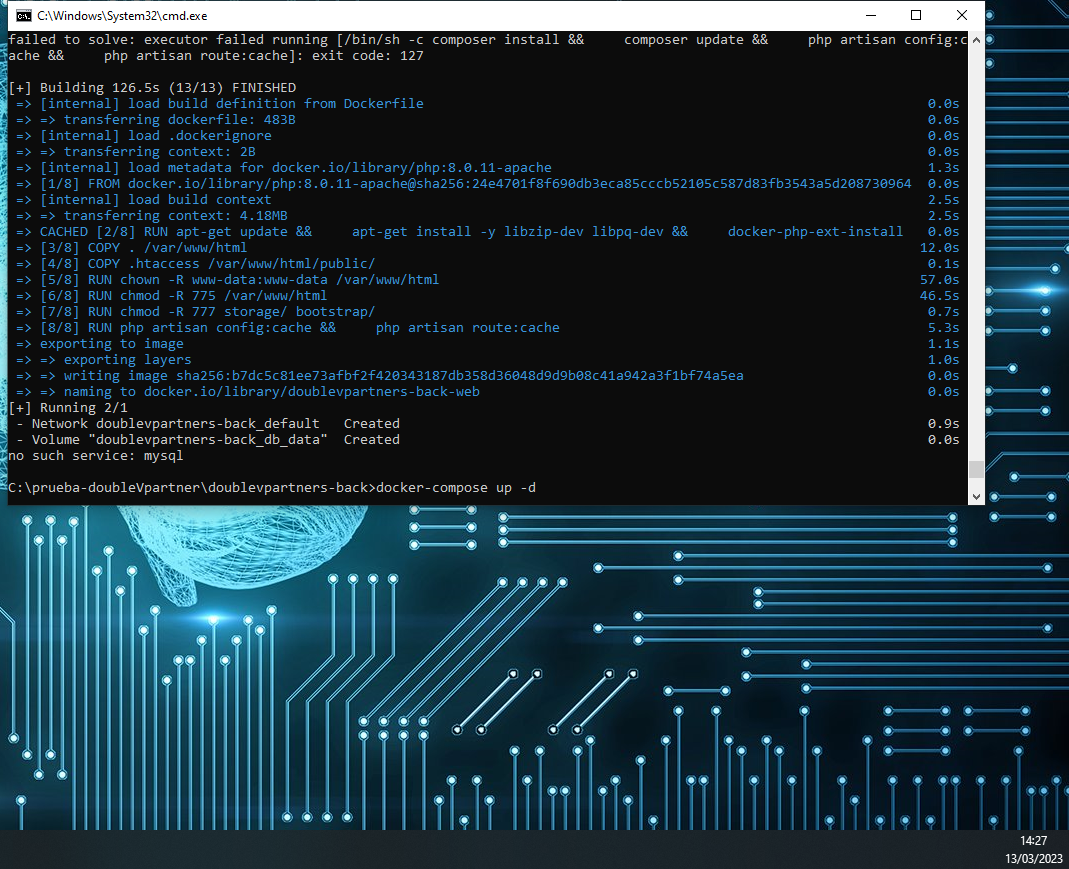 C:\Windows\System32\cmd.exe
failed to solve: executor failed running [/bin/sh -c composer install &&     composer update &&     php artisan config:c
ache &&     php artisan route:cache]: exit code: 127
[+] Building 126.5s (13/13) FINISHED
=> [internal] load build definition from Dockerfile 0.0s
=> => transferring dockerfile: 483B 0.0s
=> [internal] load .dockerignore 0.0s
=> => transferring context: 2B 0.0s
=> [internal] load metadata for docker.io/library/php:8.0.11-apache 1.3s
=> [1/8] FROM docker.io/library/php:8.0.11-apache@sha256:24e4701f8f690db3eca85cccb52105c587d83fb3543a5d208730964 0.0s
=> [internal] load build context 2.5s
=> => transferring context: 4.18MB 2.5s
=> CACHED [2/8] RUN apt-get update &&     apt-get install -y libzip-dev libpq-dev &&     docker-php-ext-install 0.0s
=> [3/8] COPY . /var/www/html 12.0s
=> [4/8] COPY .htaccess /var/www/html/public/ 0.1s
=> [5/8] RUN chown -R www-data:www-data /var/www/html 57.0s
=> [6/8] RUN chmod -R 775 /var/www/html 46.5s
=> [7/8] RUN chmod -R 777 storage/ bootstrap/ 0.7s
=> [8/8] RUN php artisan config:cache &&     php artisan route:cache 5.3s
=> exporting to image 1.1s
=> => exporting layers 1.0s
=> => writing image sha256:b7dc5c81ee73afbf2f420343187db358d36048d9d9b08c41a942a3f1bf74a5ea 0.0s
=> => naming to docker.io/library/doublevpartners-back-web 0.0s
[+] Running 2/1
- Network doublevpartners-back_default   Created 0.9s
- Volume "doublevpartners-back_db_data"  Created 0.0s
no such service: mysql
C:\prueba-doubleVpartner\doublevpartners-back>docker-compose up -d
14:27
13/03/2023